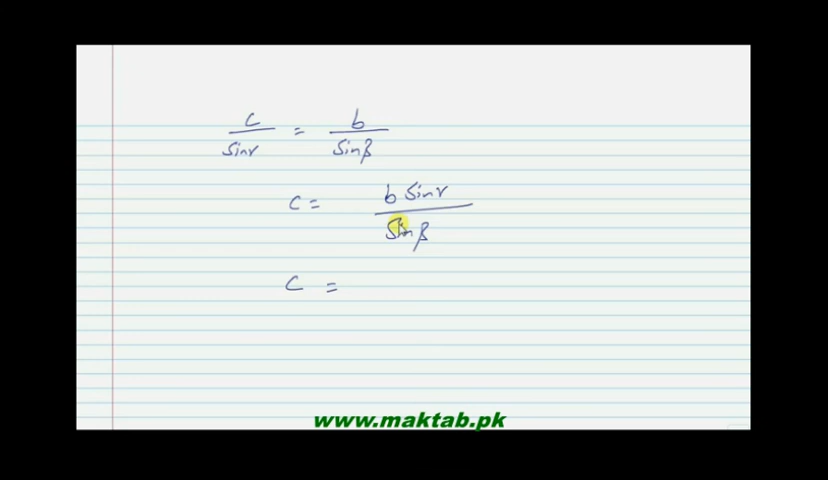 c/sinγ = b/sinβ
c = b sinγ/sinβ
c =
www.maktab.pk